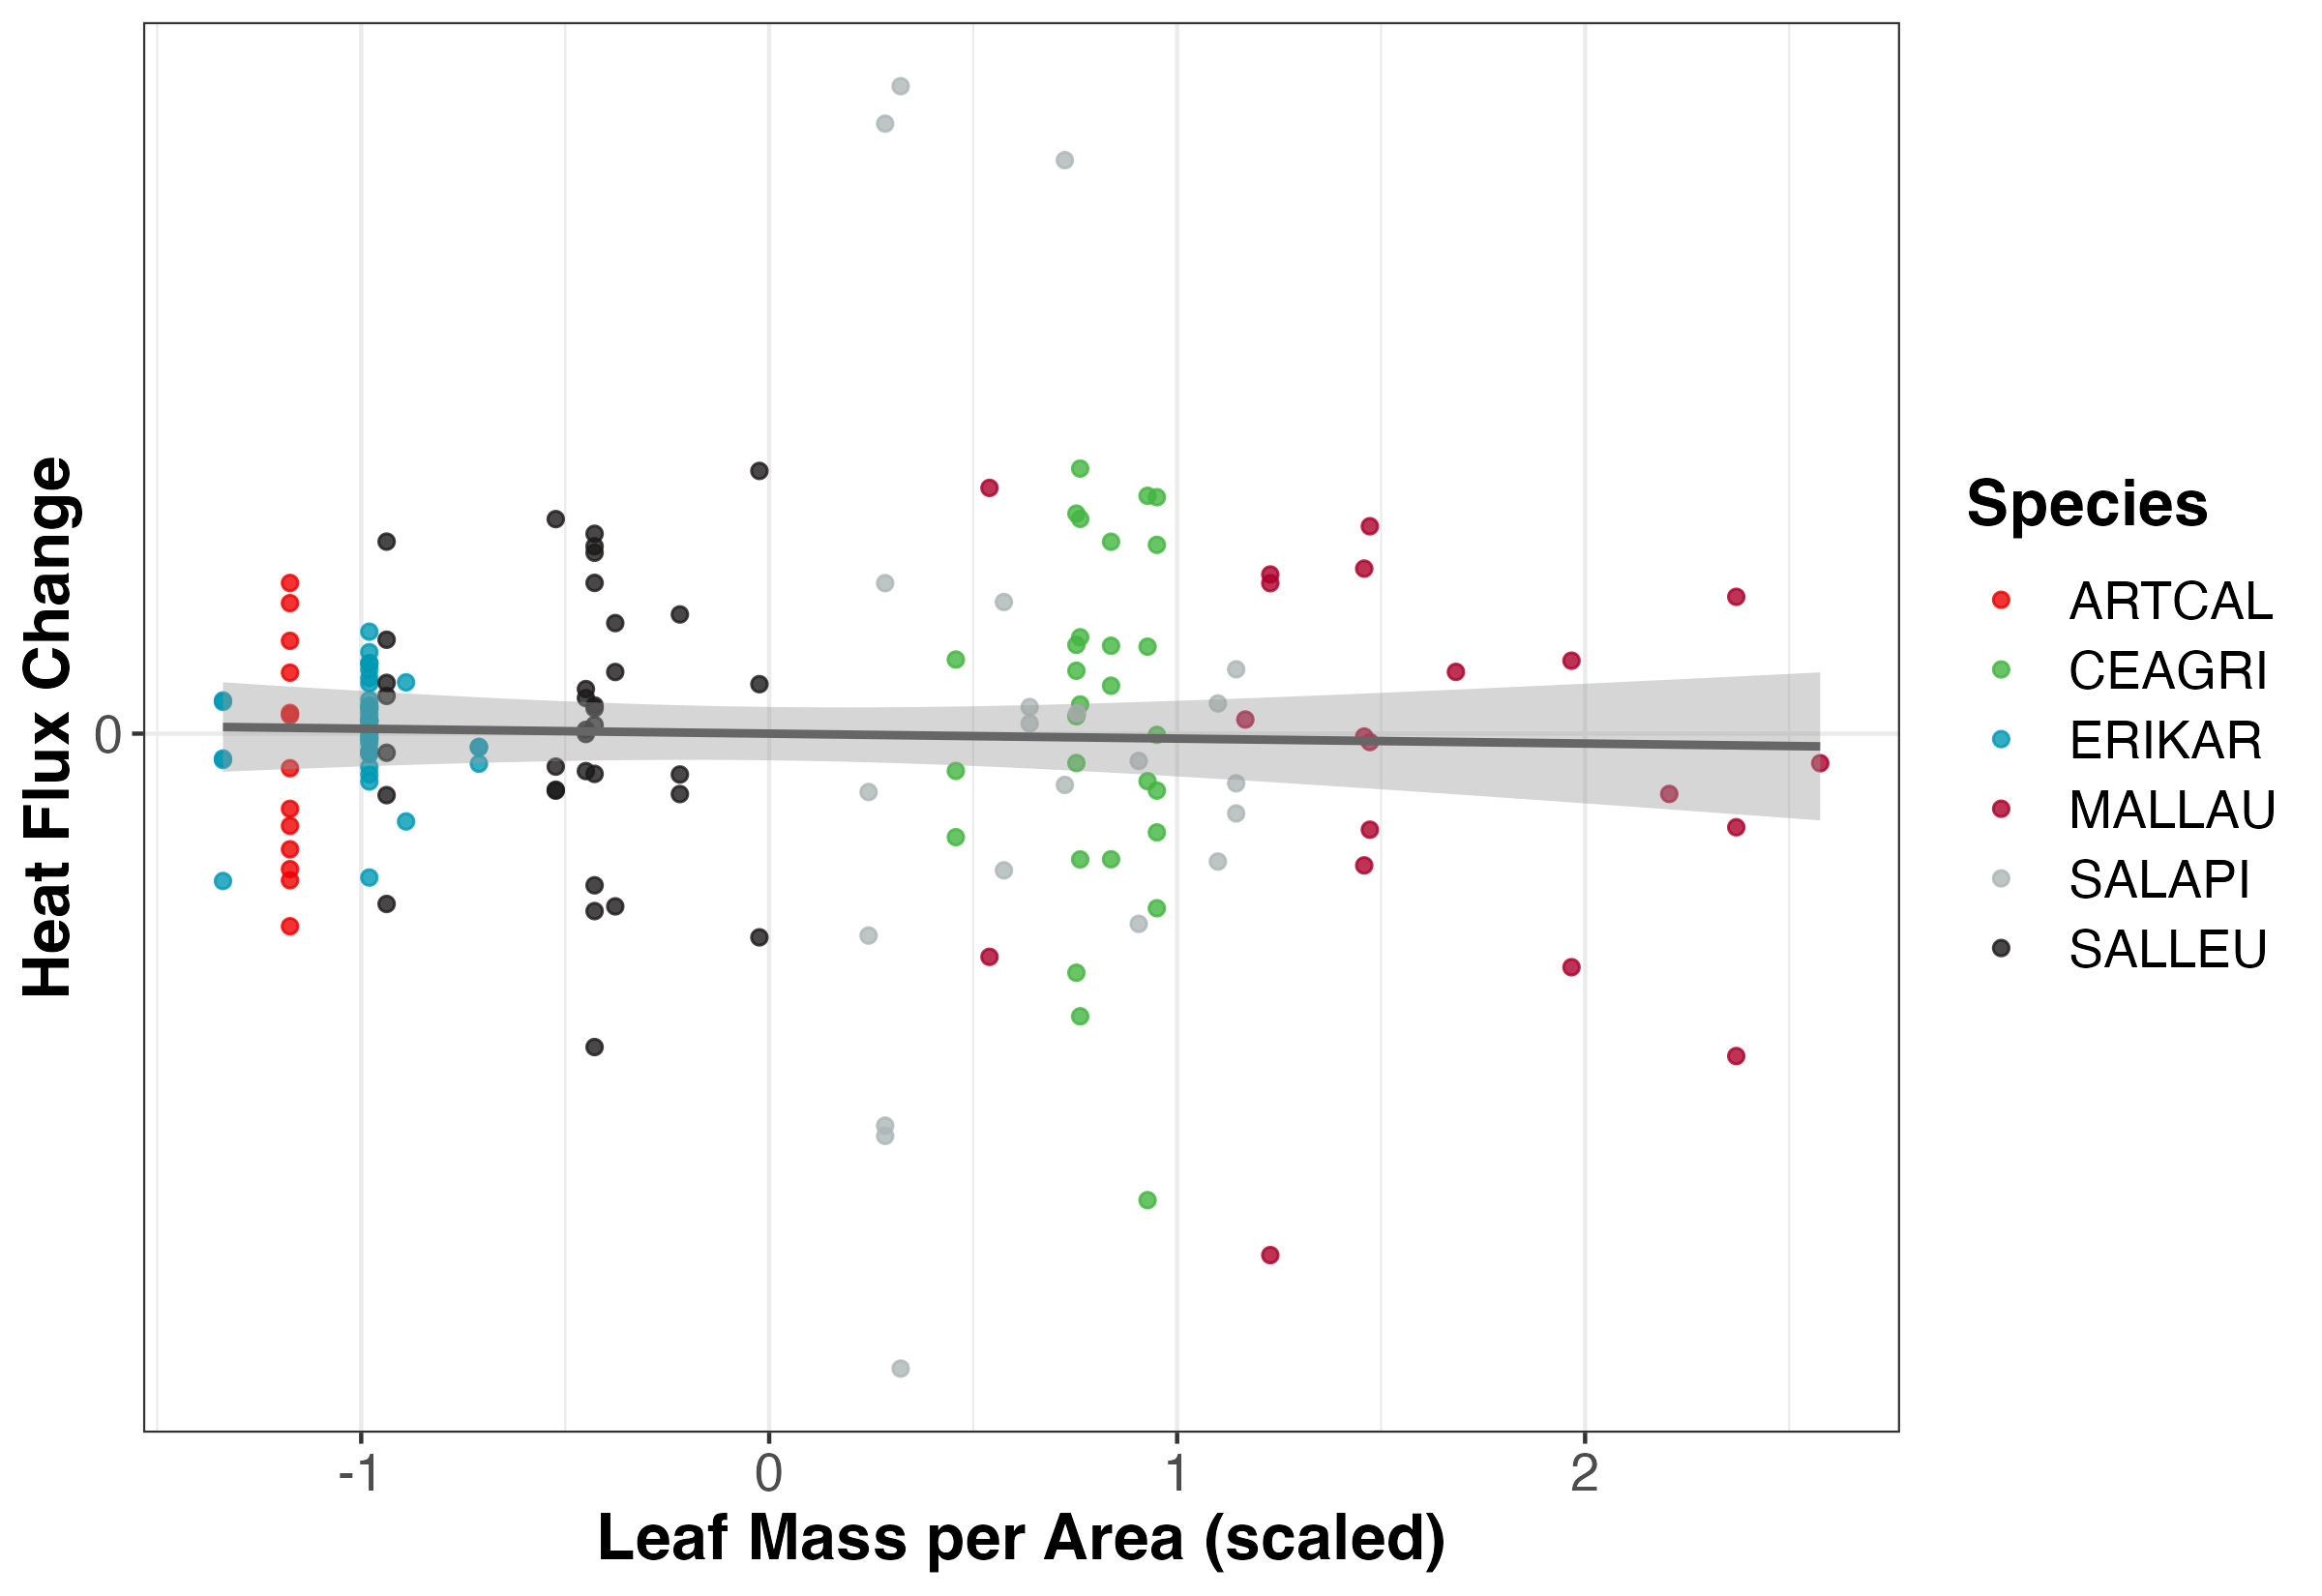 Heat Flux Change
0
-1 0 1 2
Leaf Mass per Area (scaled)
Species
ARTCAL
CEAGRI
ERIKAR
MALLAU
SALAPI
SALLEU